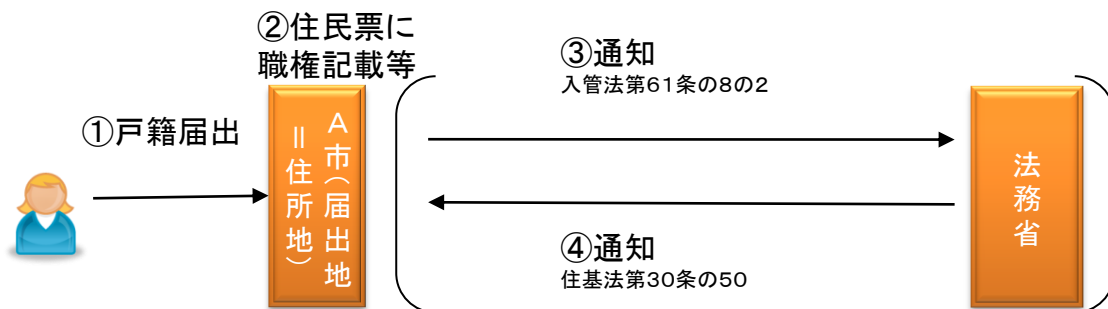 ②住民票に
職権記載等
③通知
入管法第61条の8の2
①戸籍届出
A市(届出地
=住所地)
法務省
④通知
住基法第30条の50